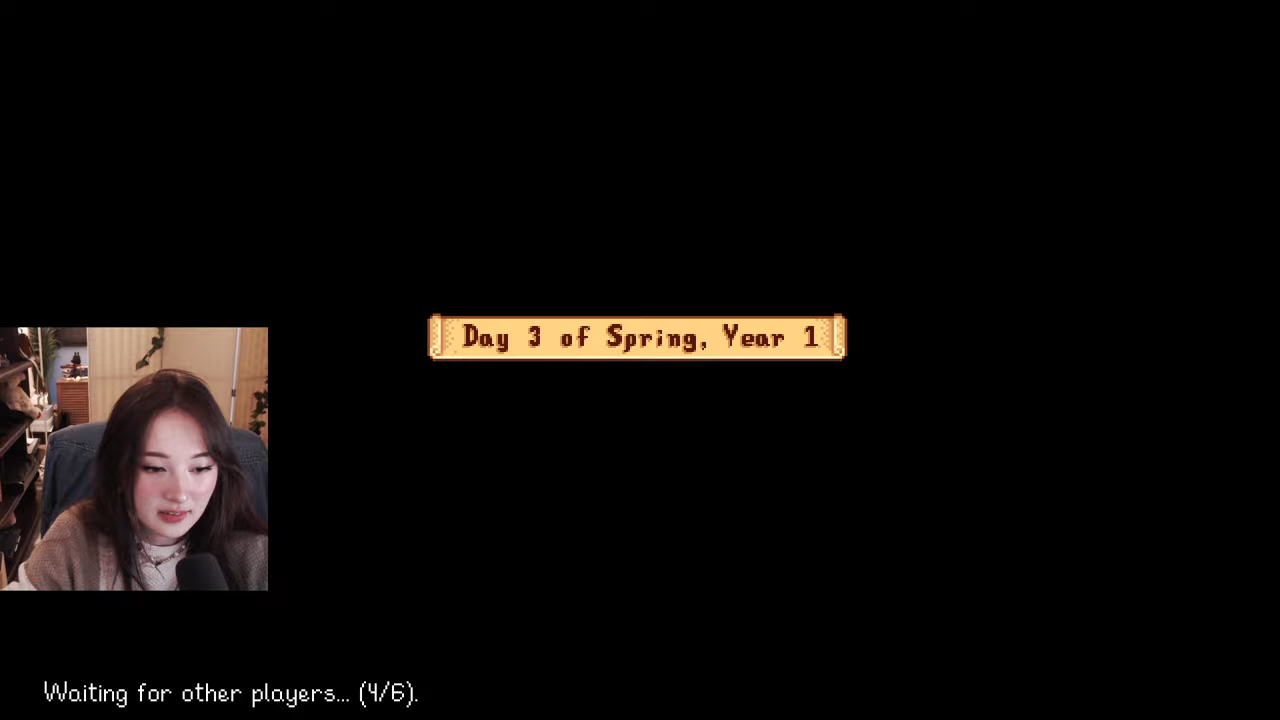 Day 3 of Spring, Year 1
Waiting for other players... (4/6).